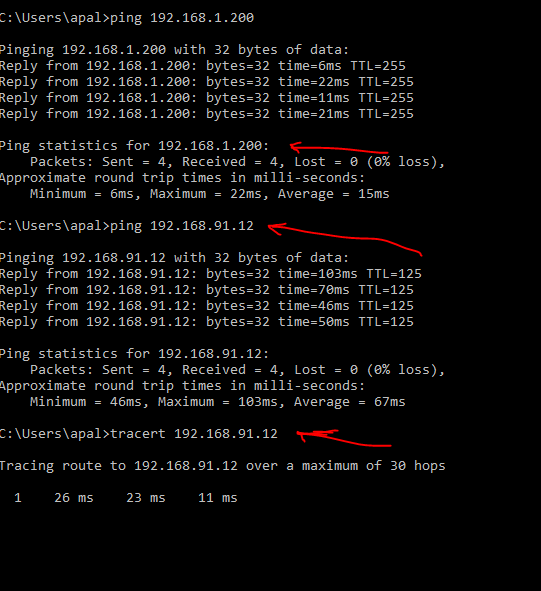 C:\Users\apal>ping 192.168.1.200
Pinging 192.168.1.200 with 32 bytes of data:
Reply from 192.168.1.200: bytes=32 time=6ms TTL=255
Reply from 192.168.1.200: bytes=32 time=22ms TTL=255
Reply from 192.168.1.200: bytes=32 time=11ms TTL=255
Reply from 192.168.1.200: bytes=32 time=21ms TTL=255
Ping statistics for 192.168.1.200:
Packets: Sent = 4, Received = 4, Lost = 0 (0% loss),
Approximate round trip times in milli-seconds:
Minimum = 6ms, Maximum = 22ms, Average = 15ms
C:\Users\apal>ping 192.168.91.12
Pinging 192.168.91.12 with 32 bytes of data:
Reply from 192.168.91.12: bytes=32 time=103ms TTL=125
Reply from 192.168.91.12: bytes=32 time=70ms TTL=125
Reply from 192.168.91.12: bytes=32 time=46ms TTL=125
Reply from 192.168.91.12: bytes=32 time=50ms TTL=125
Ping statistics for 192.168.91.12:
Packets: Sent = 4, Received = 4, Lost = 0 (0% loss),
Approximate round trip times in milli-seconds:
Minimum = 46ms, Maximum = 103ms, Average = 67ms
C:\Users\apal>tracert 192.168.91.12
Tracing route to 192.168.91.12 over a maximum of 30 hops
1 26 ms 23 ms 11 ms